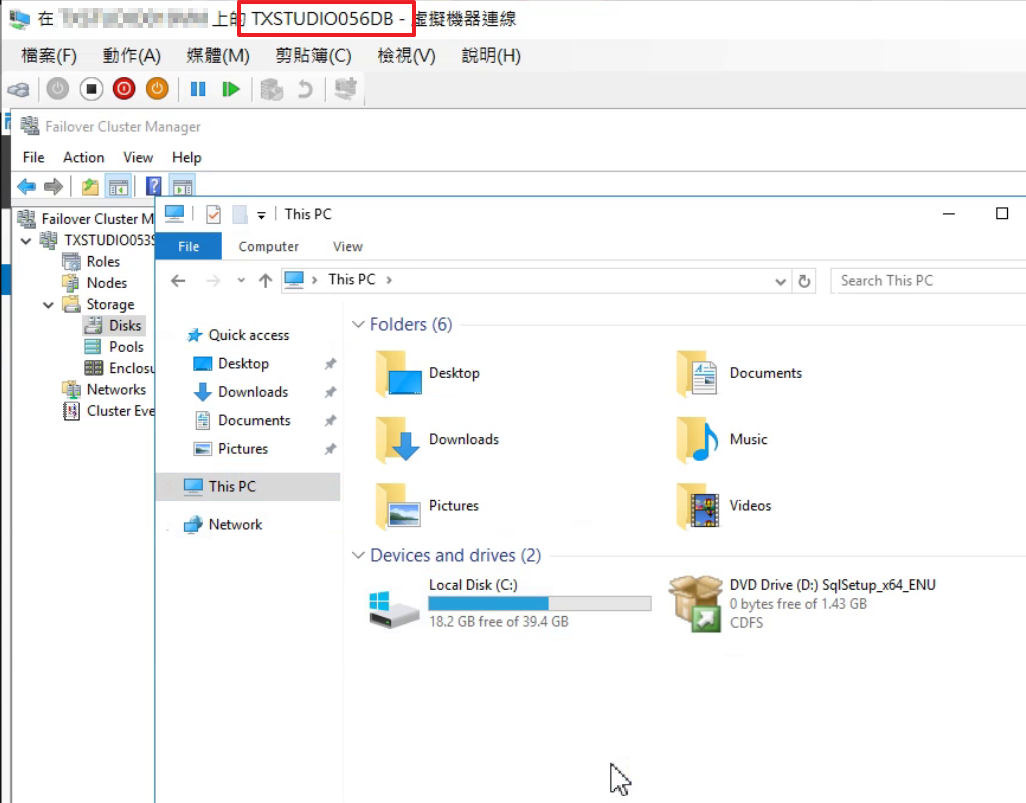 在 上的 TXSTUDIO056DB - 虛擬機器連線
檔案(F) 動作(A) 媒體(M) 剪貼簿(C) 檢視(V) 說明(H)
Failover Cluster Manager
File Action View Help
Failover Cluster M
TXSTUDIO053S
Roles
Nodes
Storage
Disks
Pools
Enclosu
Networks
Cluster Eve
This PC
File Computer View
This PC
Search This PC
Quick access
Desktop
Downloads
Documents
Pictures
This PC
Network
Folders (6)
Desktop
Documents
Downloads
Music
Pictures
Videos
Devices and drives (2)
Local Disk (C:)
18.2 GB free of 39.4 GB
DVD Drive (D:) SqlSetup_x64_ENU
0 bytes free of 1.43 GB
CDFS